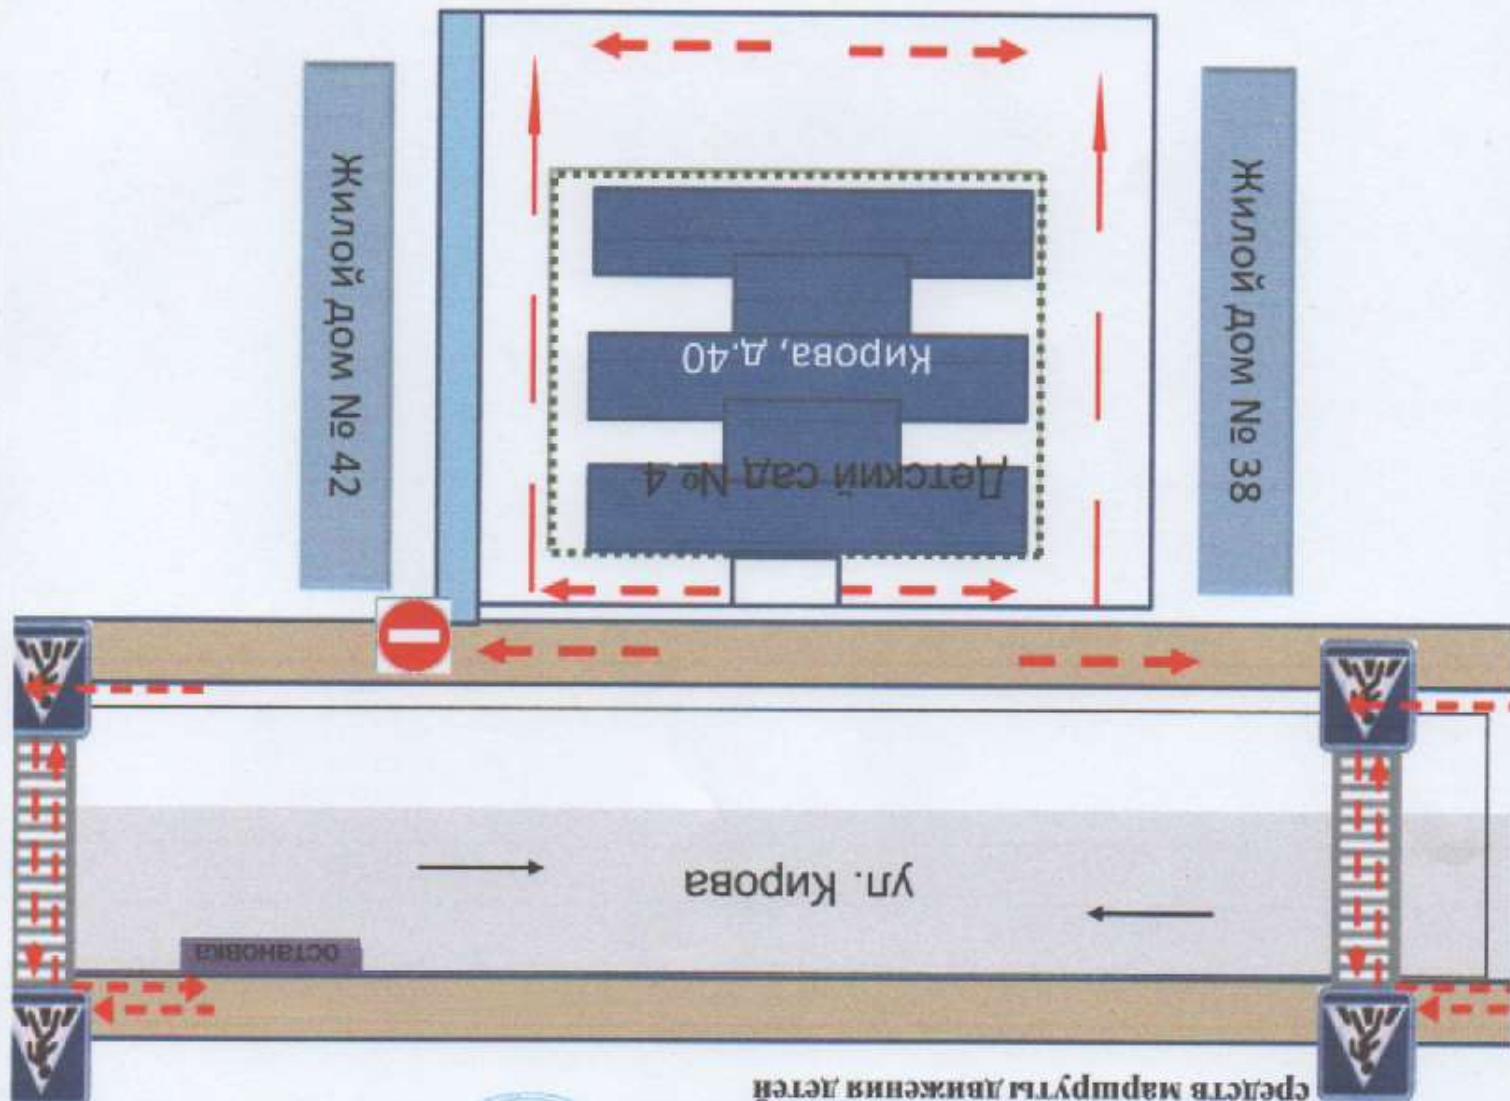 средств маршруты движения детей
остановка
ул. Кирова
Детский сад № 4
Кирова, д.40
Жилой дом № 38
Жилой дом № 42